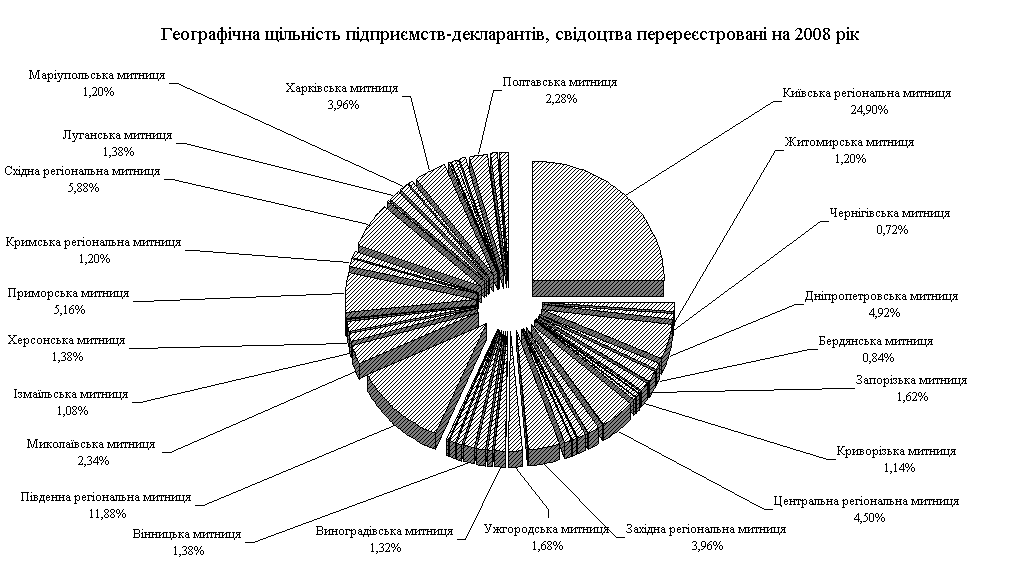 Географічна щільність підприємств-декларантів, свідоцтва перереєстровані на 2008 рік
Маріупольська митниця
1,20%
Харківська митниця
3,96%
Полтавська митниця
2,28%
Київська регіональна митниця
24,90%
Луганська митниця
1,38%
Житомирська митниця
1,20%
Східна регіональна митниця
5,88%
Чернігівська митниця
0,72%
Кримська регіональна митниця
1,20%
Приморська митниця
5,16%
Дніпропетровська митниця
4,92%
Херсонська митниця
1,38%
Бердянська митниця
0,84%
Ізмаїльська митниця
1,08%
Запорізька митниця
1,62%
Миколаївська митниця
2,34%
Криворізька митниця
1,14%
Південна регіональна митниця
11,88%
Центральна регіональна митниця
4,50%
Вінницька митниця
1,38%
Виноградівська митниця
1,32%
Ужгородська митниця
1,68%
Західна регіональна митниця
3,96%